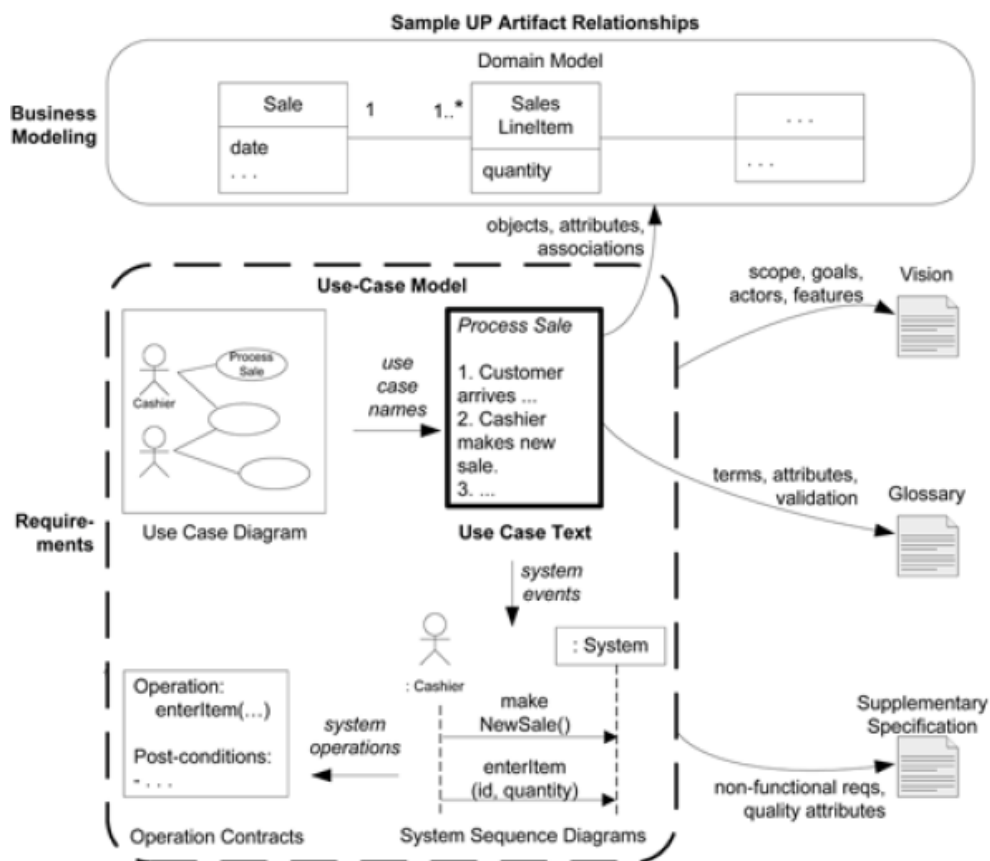 Sample UP Artifact Relationships
Domain Model
Business
Modeling
Sale
1
1..*
Sales
LineItem
. . .
date
. . .
quantity
. . .
objects, attributes,
associations
Use-Case Model
scope, goals,
actors, features
Vision
Process
Sale
Cashier
use
case
names
Process Sale
1. Customer
arrives ...
2. Cashier
makes new
sale.
3. ...
terms, attributes,
validation
Glossary
Require-
ments
Use Case Diagram
Use Case Text
system
events
: System
: Cashier
make
NewSale()
enterItem
(id, quantity)
Operation:
enterItem(…)
Post-conditions:
- . . .
system
operations
Supplementary
Specification
non-functional reqs,
quality attributes
Operation Contracts
System Sequence Diagrams